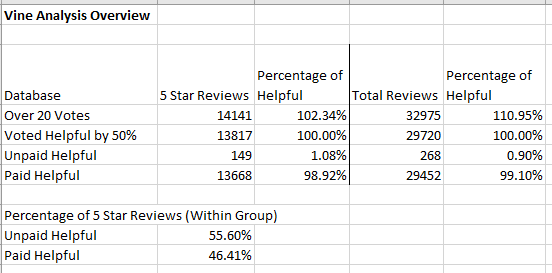 Vine Analysis Overview
Percentage of Percentage of
Database 5 Star Reviews Helpful Total Reviews Helpful
Over 20 Votes 14141 102.34% 32975 110.95%
Voted Helpful by 50% 13817 100.00% 29720 100.00%
Unpaid Helpful 149 1.08% 268 0.90%
Paid Helpful 13668 98.92% 29452 99.10%
Percentage of 5 Star Reviews (Within Group)
Unpaid Helpful 55.60%
Paid Helpful 46.41%